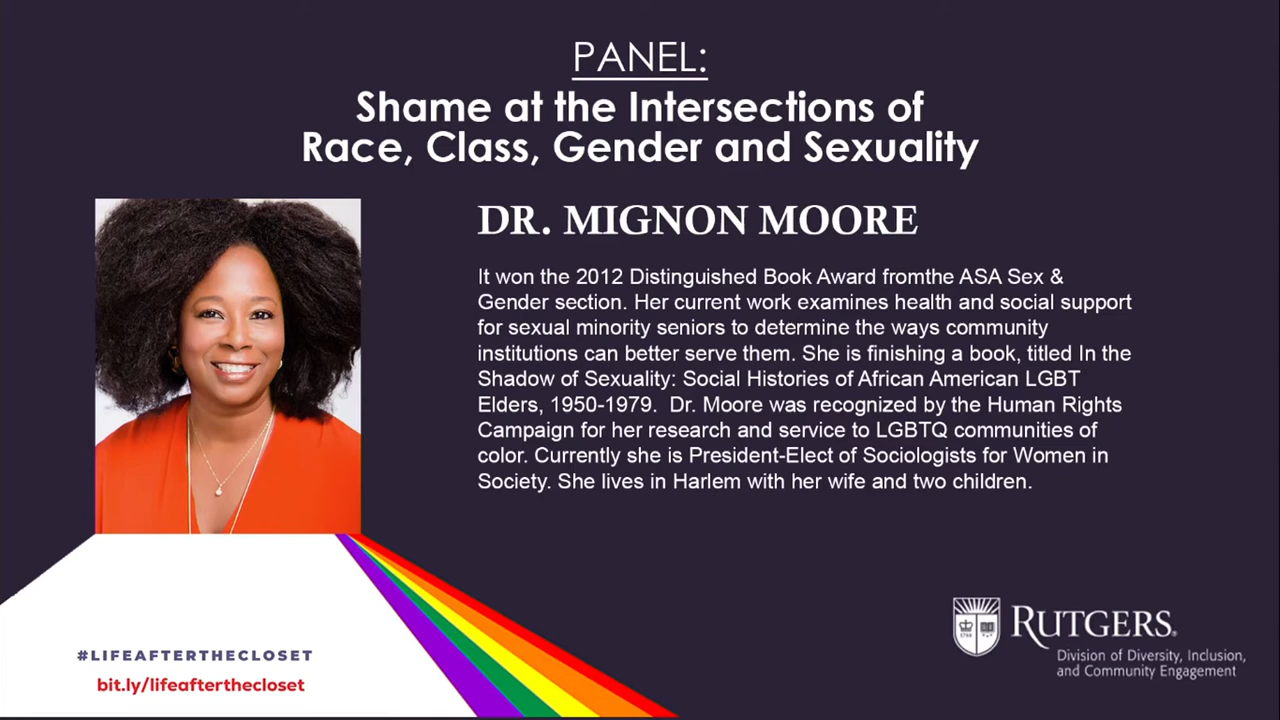 PANEL:
Shame at the Intersections of
Race, Class, Gender and Sexuality
DR. MIGNON MOORE
It won the 2012 Distinguished Book Award fromthe ASA Sex &
Gender section. Her current work examines health and social support
for sexual minority seniors to determine the ways community
institutions can better serve them. She is finishing a book, titled In the
Shadow of Sexuality: Social Histories of African American LGBT
Elders, 1950-1979.  Dr. Moore was recognized by the Human Rights
Campaign for her research and service to LGBTQ communities of
color. Currently she is President-Elect of Sociologists for Women in
Society. She lives in Harlem with her wife and two children.
#LIFEAFTERTHECLOSET
bit.ly/lifeafterthecloset
RUTGERS
Division of Diversity, Inclusion,
and Community Engagement